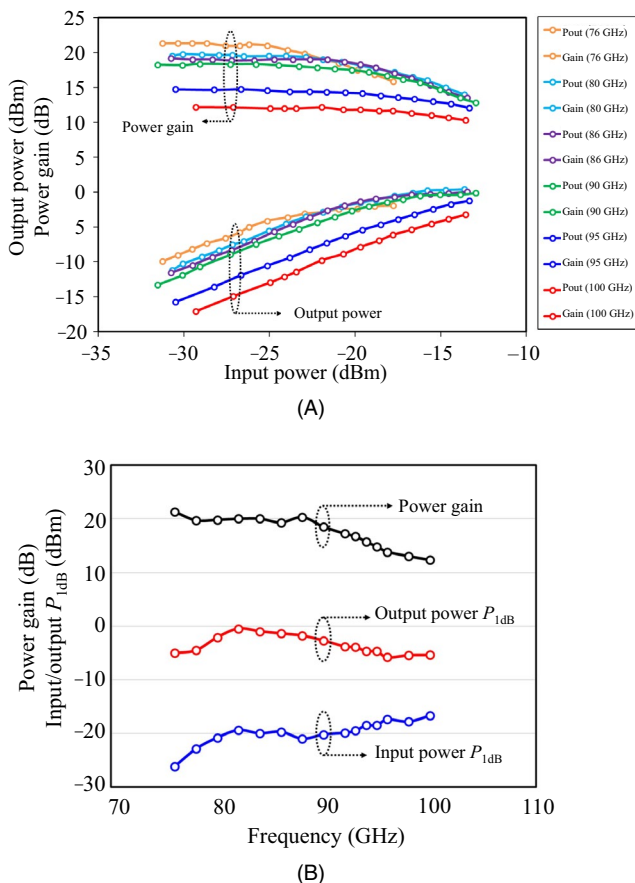 25
20
15
10
5
0
−5
−10
−15
−20
−35
−30
−25
−20
−15
−10
Output power (dBm)
Power gain (dB)
Power gain
Output power
Input power (dBm)
Pout (76 GHz)
Gain (76 GHz)
Pout (80 GHz)
Gain (80 GHz)
Pout (86 GHz)
Gain (86 GHz)
Pout (90 GHz)
Gain (90 GHz)
Pout (95 GHz)
Gain (95 GHz)
Pout (100 GHz)
Gain (100 GHz)
(A)
30
20
10
0
−10
−20
−30
70
80
90
100
110
Power gain (dB)
Input/output P1dB (dBm)
Power gain
Output power P1dB
Input power P1dB
Frequency (GHz)
(B)